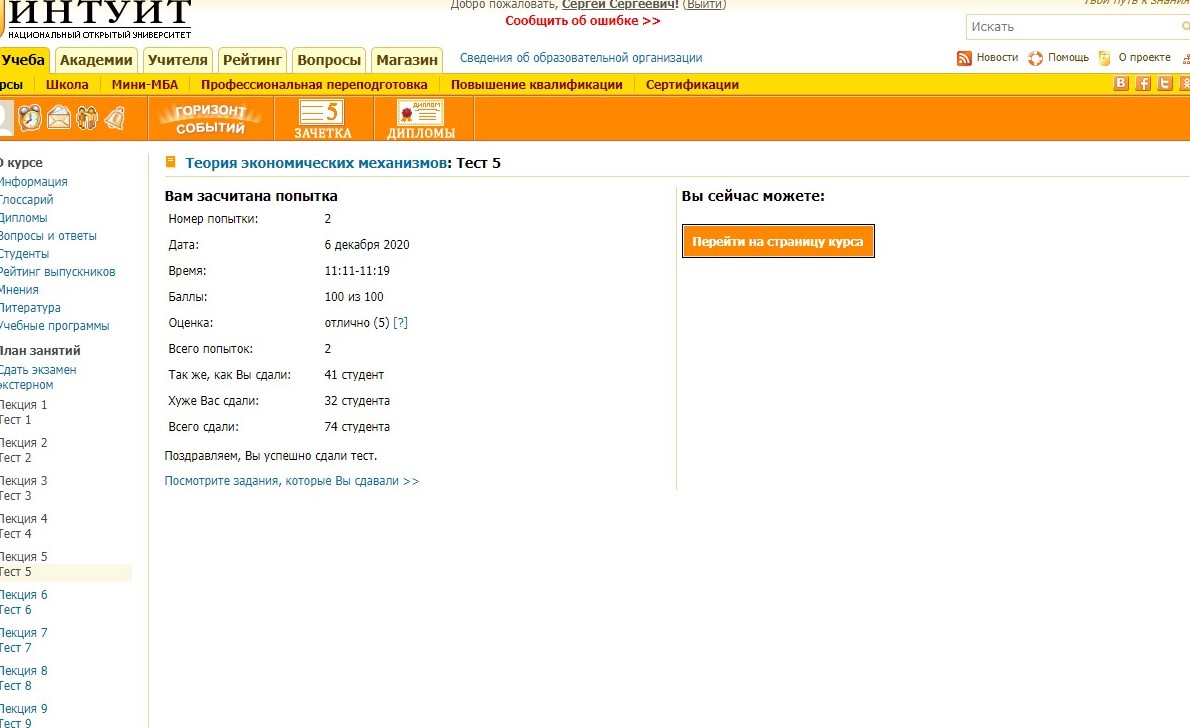 ИНТУИТ
НАЦИОНАЛЬНЫЙ ОТКРЫТЫЙ УНИВЕРСИТЕТ
Добро пожаловать, Сергей Сергеевич! (Выйти)
Сообщить об ошибке >>
Твой путь к знания
Искать
Учеба Академии Учителя Рейтинг Вопросы Магазин Сведения об образовательной организации Новости Помощь О проекте
рсы Школа Мини-МБА Профессиональная переподготовка Повышение квалификации Сертификации
ГОРИЗОНТ СОБЫТИЙ
5
ЗАЧЕТКА
ДИПЛОМ
ДИПЛОМЫ
О курсе
Информация
Глоссарий
Дипломы
Вопросы и ответы
Студенты
Рейтинг выпускников
Мнения
Литература
Учебные программы
План занятий
Сдать экзамен
экстерном
Лекция 1
Тест 1
Лекция 2
Тест 2
Лекция 3
Тест 3
Лекция 4
Тест 4
Лекция 5
Тест 5
Лекция 6
Тест 6
Лекция 7
Тест 7
Лекция 8
Тест 8
Лекция 9
Тест 9
Теория экономических механизмов: Тест 5
Вам засчитана попытка
Номер попытки: 2
Дата: 6 декабря 2020
Время: 11:11-11:19
Баллы: 100 из 100
Оценка: отлично (5) [?]
Всего попыток: 2
Так же, как Вы сдали: 41 студент
Хуже Вас сдали: 32 студента
Всего сдали: 74 студента
Поздравляем, Вы успешно сдали тест.
Посмотрите задания, которые Вы сдавали >>
Вы сейчас можете:
Перейти на страницу курса